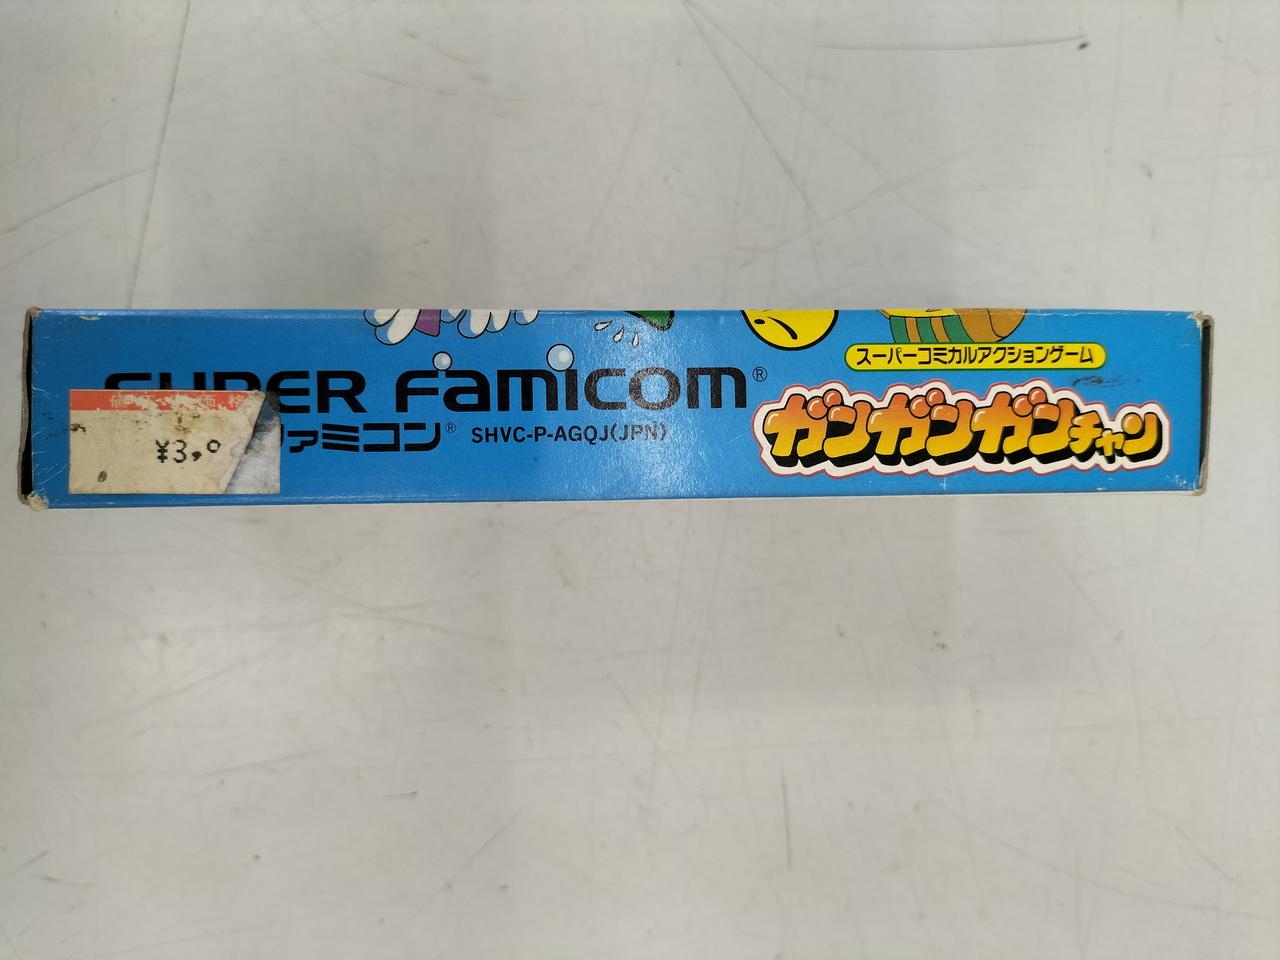 スーパーコミカルアクションゲーム
SUPER Famicom®
ガンガンガンチャン
ファミコン® SHVC-P-AGQJ(JPN)
¥3,